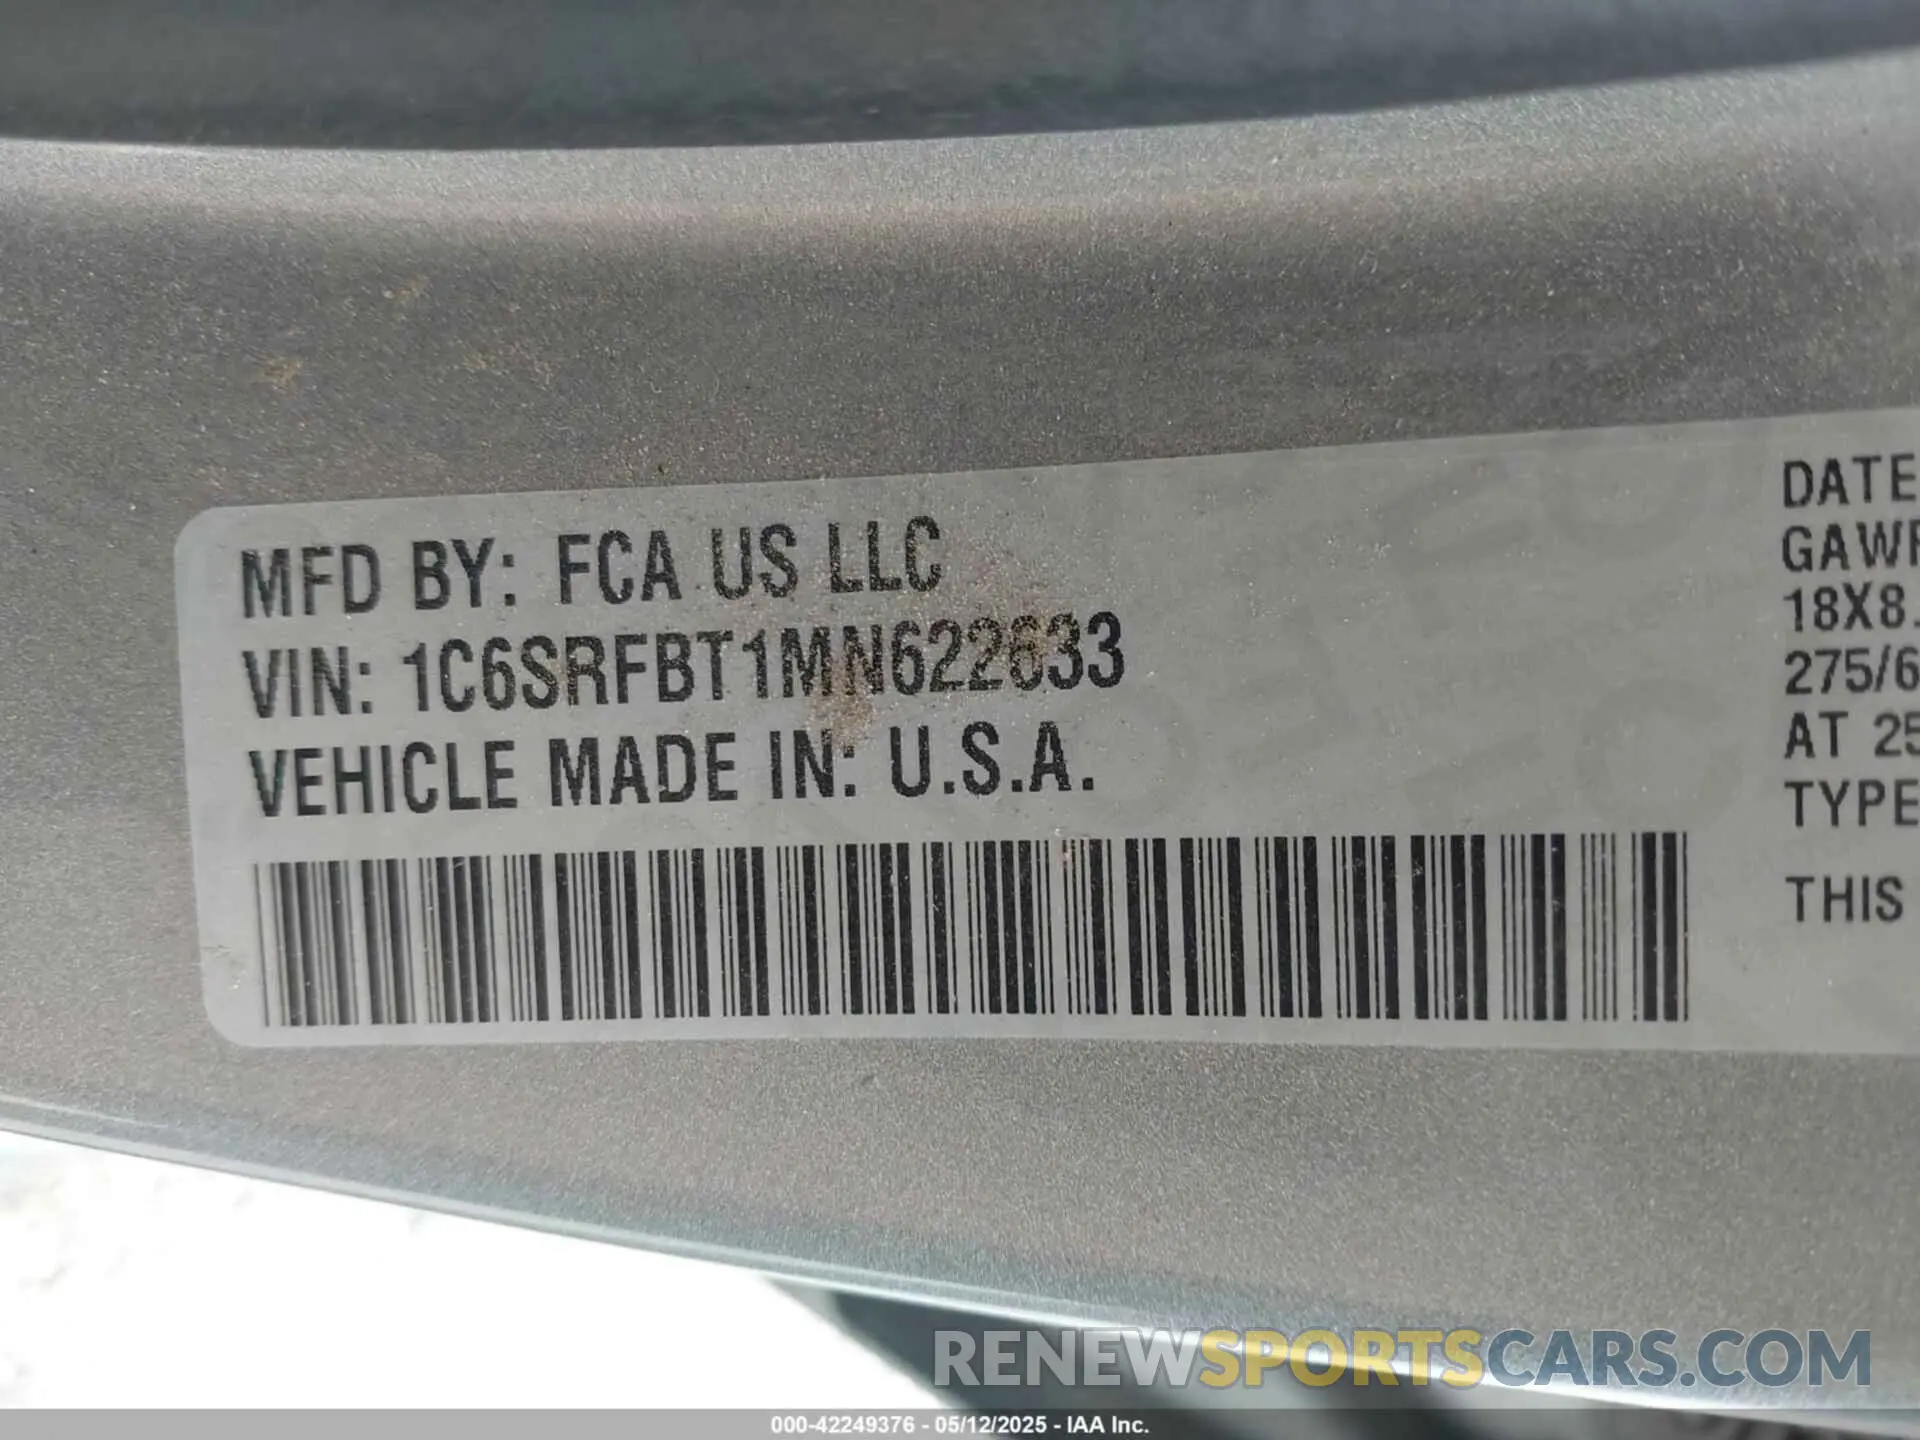 MFD BY: FCA US LLC
VIN: 1C6SRFBT1MN622633
VEHICLE MADE IN: U.S.A.
DATE
GAWR
18X8.
275/6
AT 25
TYPE
THIS
RENEWSPORTSCARS.COM
000-42249376 - 05/12/2025 - IAA Inc.